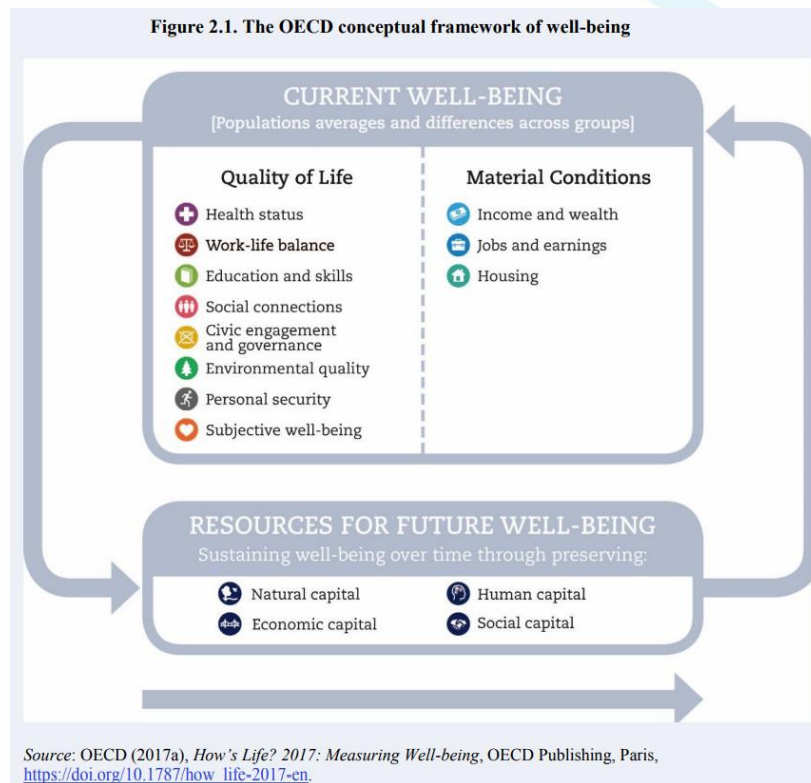 Figure 2.1. The OECD conceptual framework of well-being
CURRENT WELL-BEING
[Populations averages and differences across groups]
Quality of Life
Health status
Work-life balance
Education and skills
Social connections
Civic engagement
and governance
Environmental quality
Personal security
Subjective well-being
Material Conditions
Income and wealth
Jobs and earnings
Housing
RESOURCES FOR FUTURE WELL-BEING
Sustaining well-being over time through preserving:
Natural capital
Economic capital
Human capital
Social capital
Source: OECD (2017a), How's Life? 2017: Measuring Well-being, OECD Publishing, Paris,
https://doi.org/10.1787/how_life-2017-en.